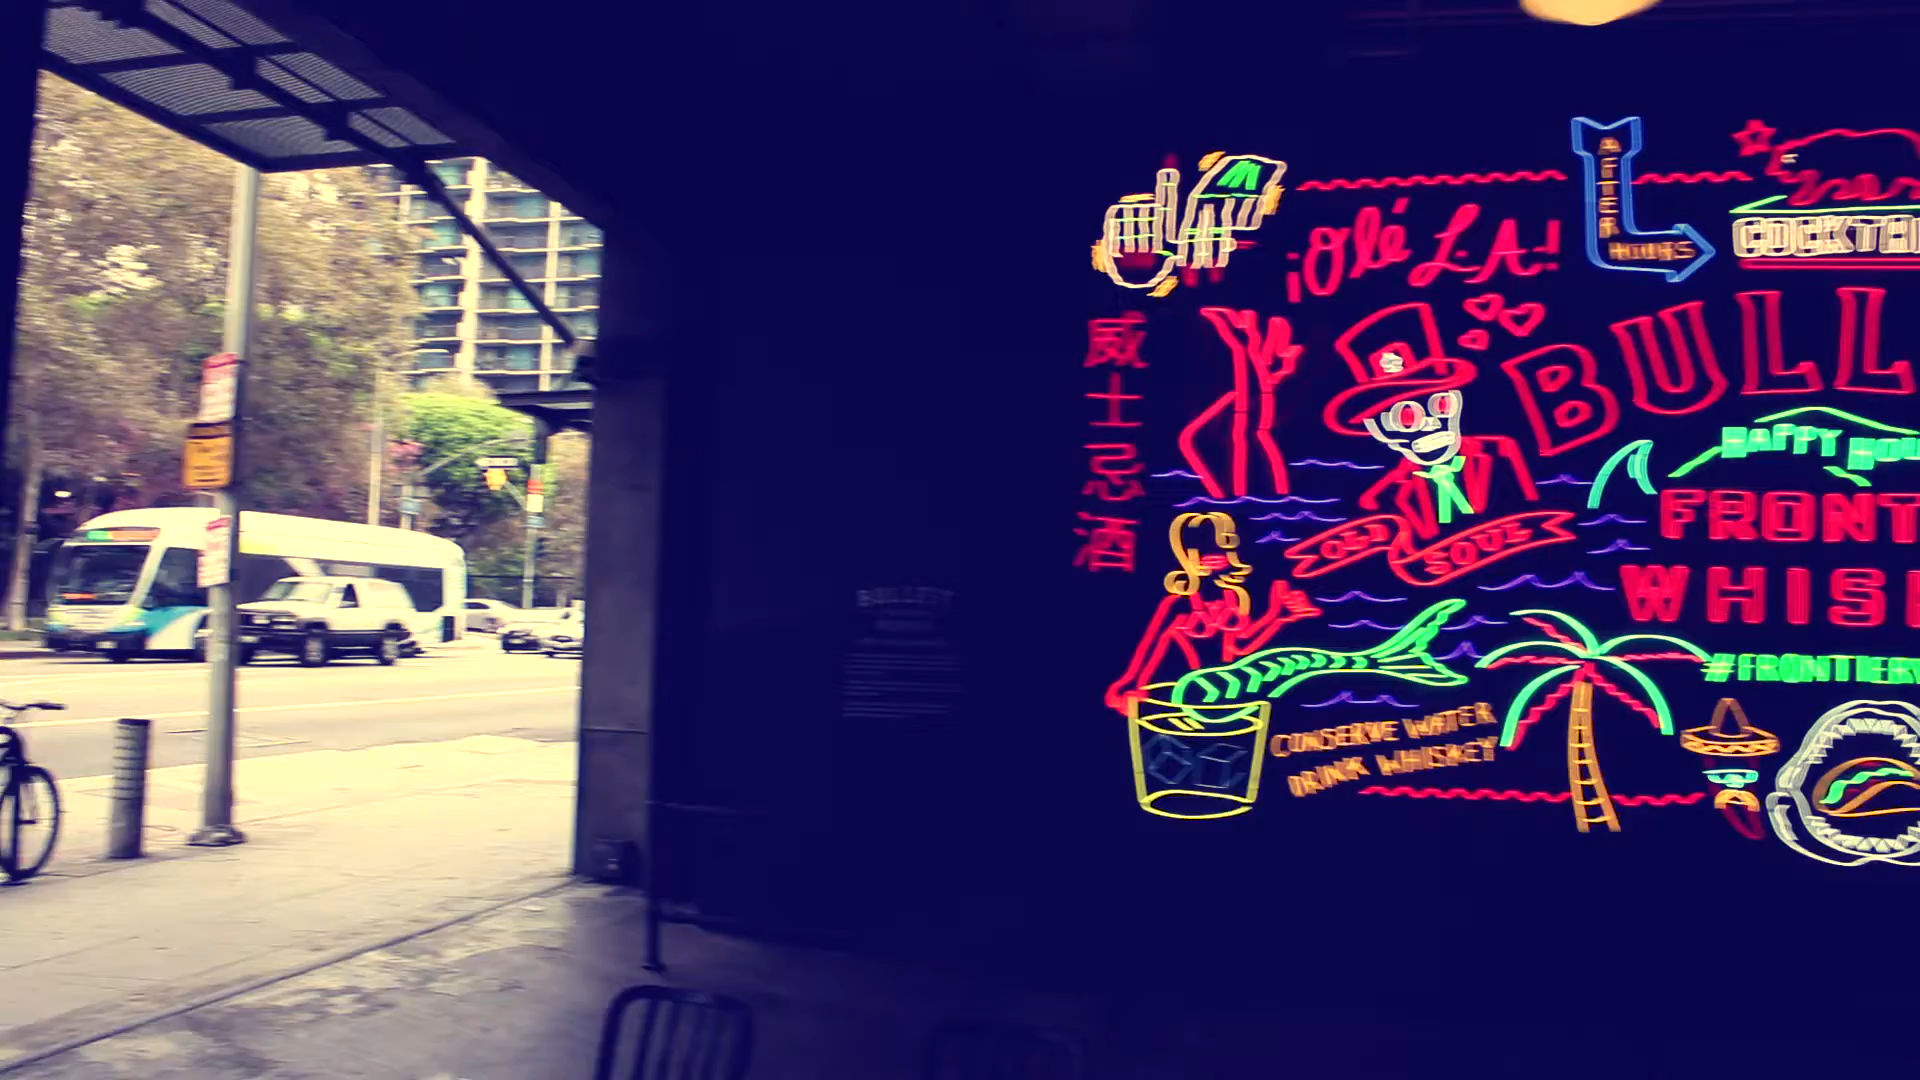 ¡Olé L.A.!
AFTER
HOURS
COCKTAI
威
士
忌
酒
BULL
HAPPY HOU
FRONT
OLD
SOUL
WHIS
#FRONTIER
CONSERVE WATER
DRINK WHISKEY
BULLEIT